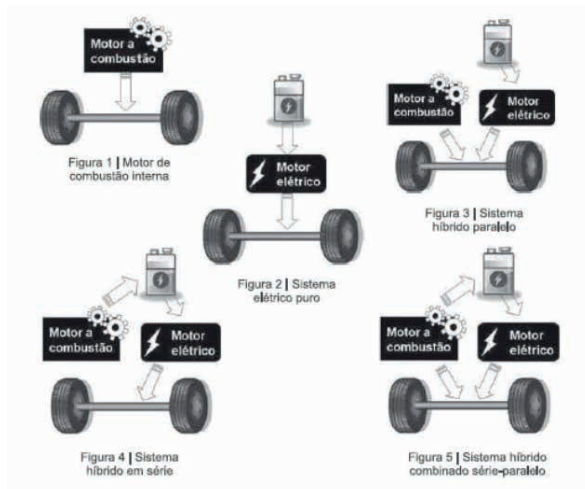 Motor a
combustão
Figura 1 | Motor de
combustão interna
Motor
elétrico
Figura 2 | Sistema
elétrico puro
Motor a
combustão
Motor
elétrico
Figura 3 | Sistema
híbrido paralelo
Motor a
combustão
Motor
elétrico
Figura 4 | Sistema
híbrido em série
Motor a
combustão
Motor
elétrico
Figura 5 | Sistema híbrido
combinado série-paralelo